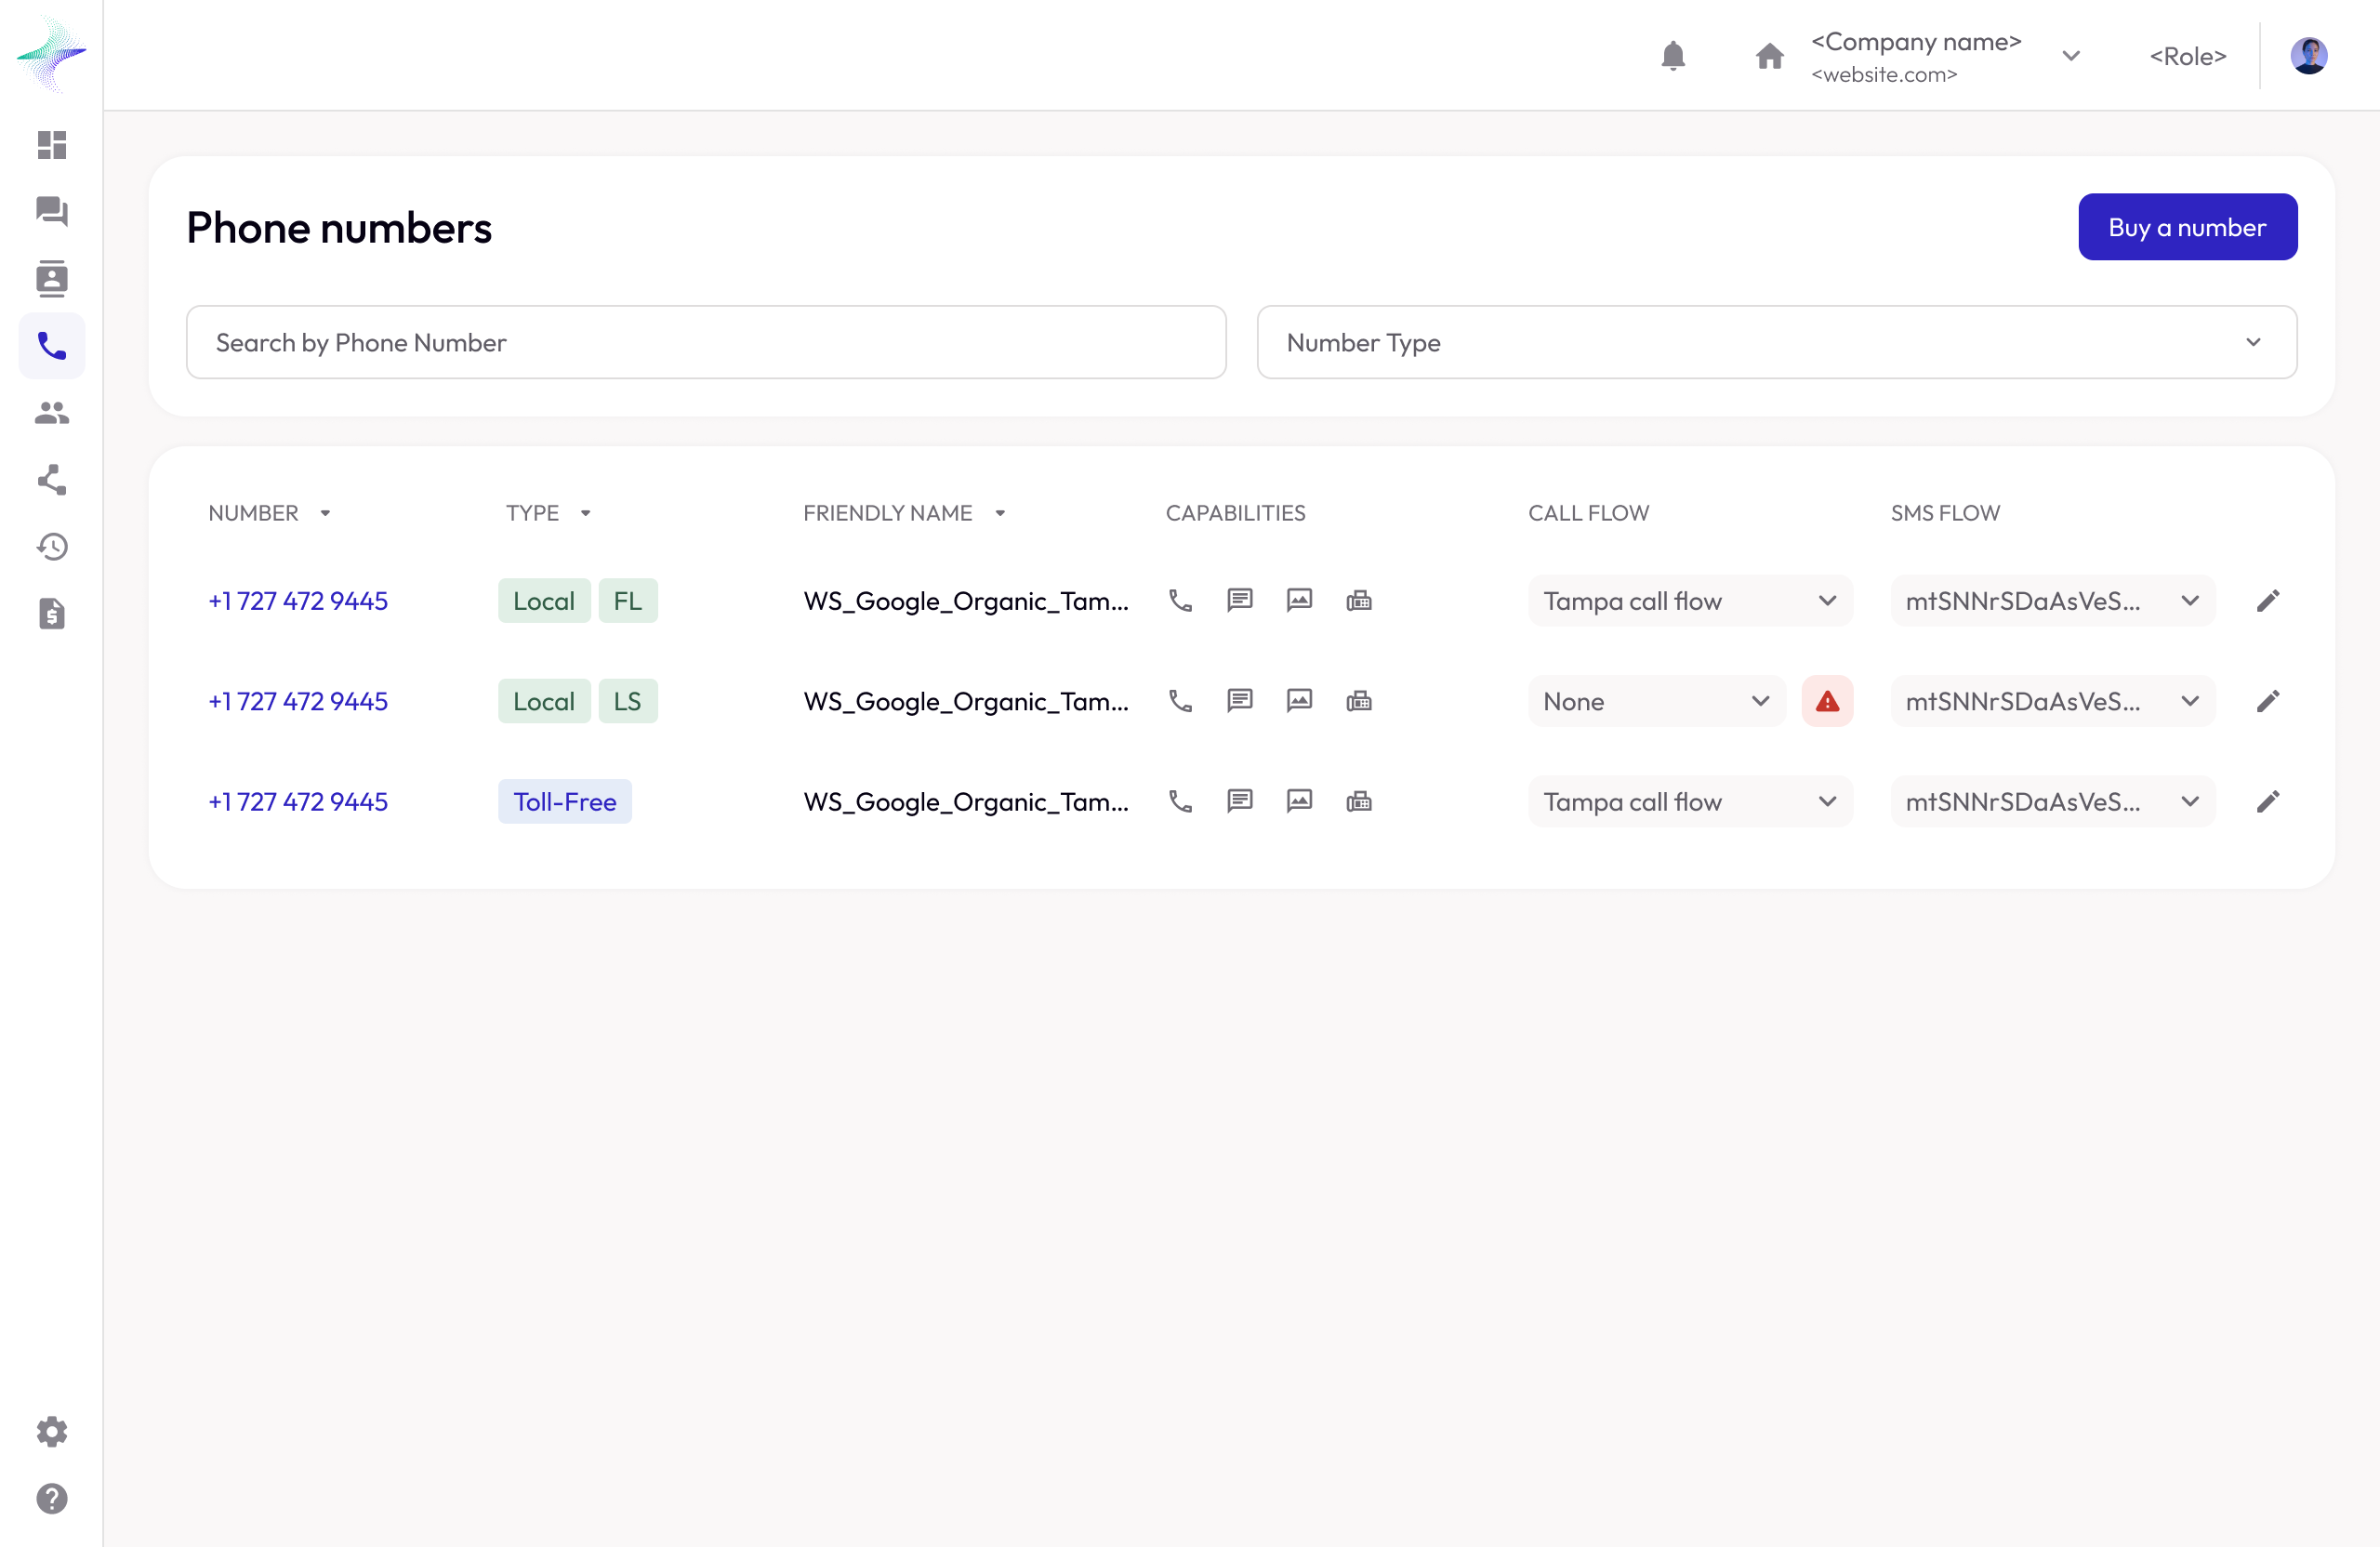 <Company name>
<website.com>
<Role>
Phone numbers
Buy a number
Search by Phone Number
Number Type
NUMBER TYPE FRIENDLY NAME CAPABILITIES CALL FLOW SMS FLOW
+1 727 472 9445 Local FL WS_Google_Organic_Tam... Tampa call flow mtSNNrSDaAsVeS...
+1 727 472 9445 Local LS WS_Google_Organic_Tam... None mtSNNrSDaAsVeS...
+1 727 472 9445 Toll-Free WS_Google_Organic_Tam... Tampa call flow mtSNNrSDaAsVeS...